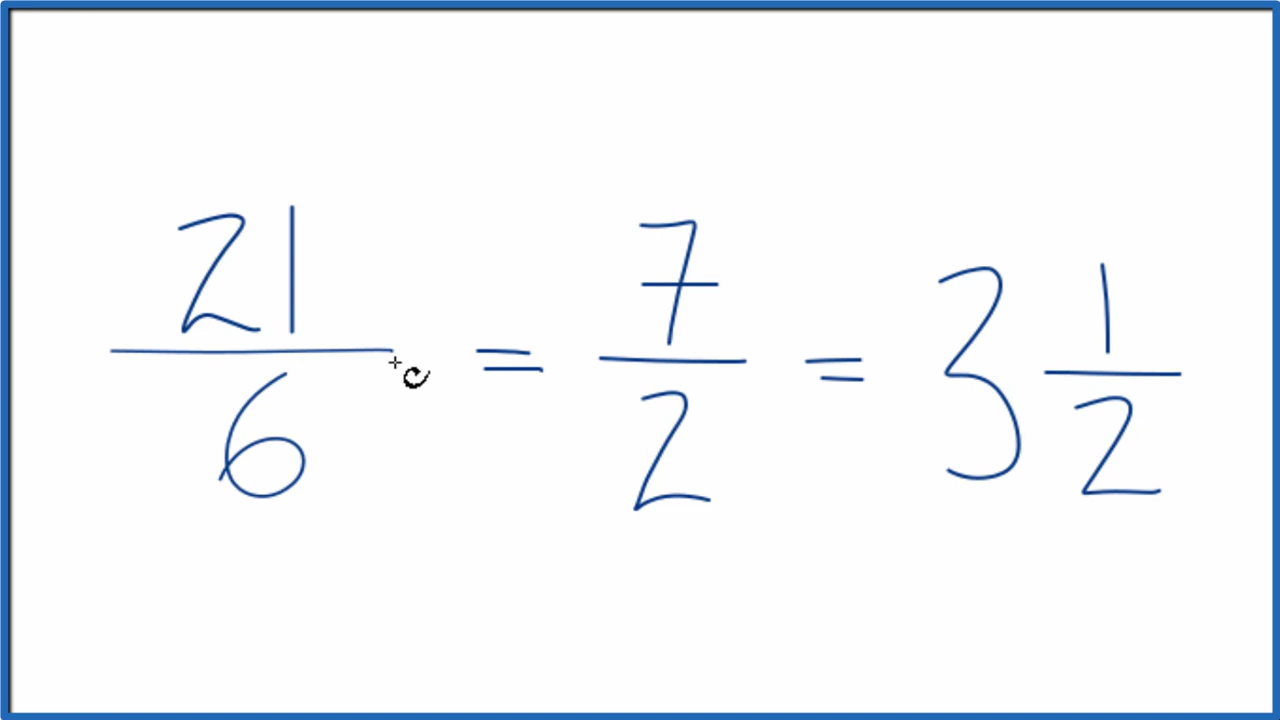 21/6 = 7/2 = 3 1/2